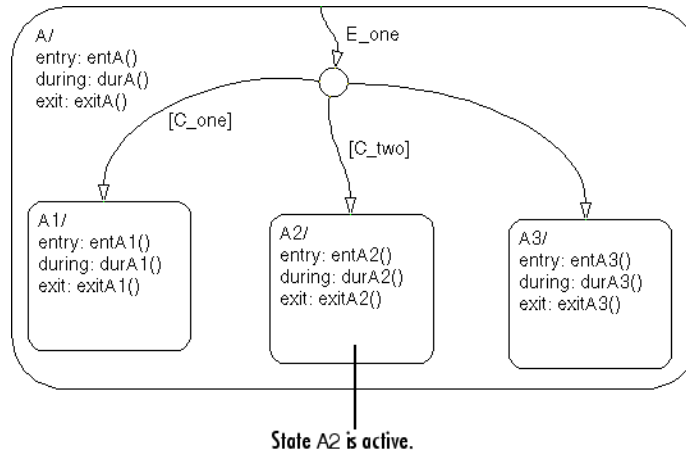 A/
entry: entA()
during: durA()
exit: exitA()
E_one
[C_one]
[C_two]
A1/
entry: entA1()
during: durA1()
exit: exitA1()
A2/
entry: entA2()
during: durA2()
exit: exitA2()
A3/
entry: entA3()
during: durA3()
exit: exitA3()
State A2 is active.